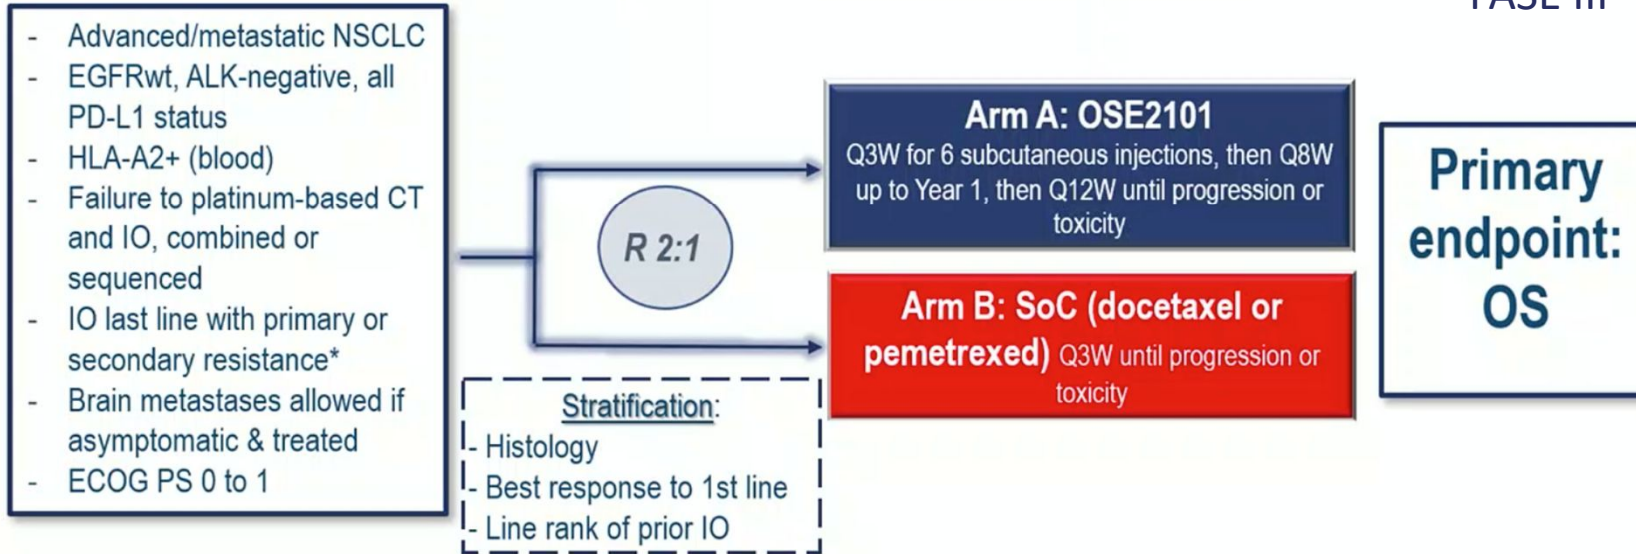 FASE III
- Advanced/metastatic NSCLC
- EGFRwt, ALK-negative, all
PD-L1 status
- HLA-A2+ (blood)
- Failure to platinum-based CT
and IO, combined or
sequenced
- IO last line with primary or
secondary resistance*
- Brain metastases allowed if
asymptomatic & treated
- ECOG PS 0 to 1
R 2:1
Stratification:
- Histology
- Best response to 1st line
- Line rank of prior IO
Arm A: OSE2101
Q3W for 6 subcutaneous injections, then Q8W
up to Year 1, then Q12W until progression or
toxicity
Arm B: SoC (docetaxel or
pemetrexed) Q3W until progression or
toxicity
Primary
endpoint:
OS